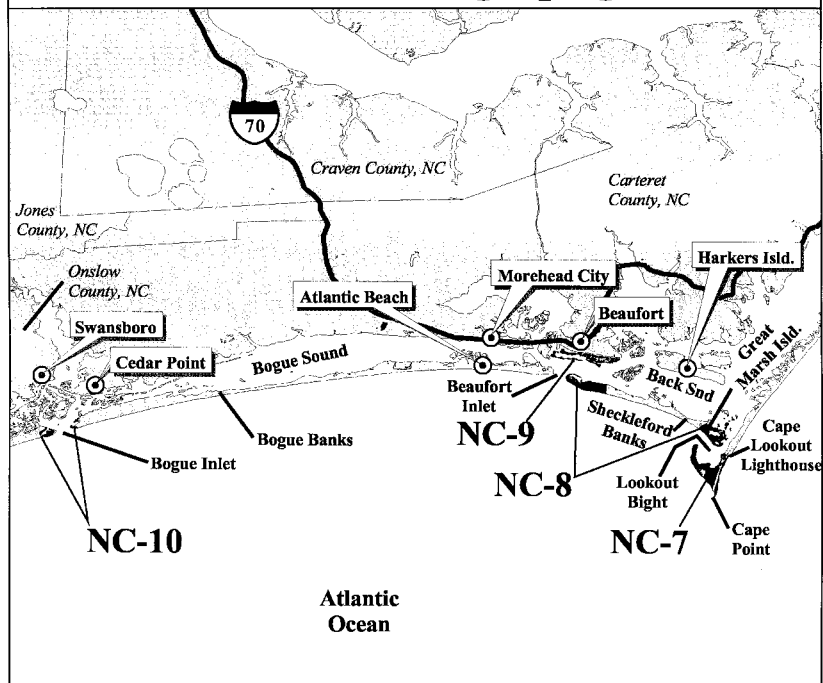 70
Craven County, NC
Carteret
County, NC
Jones
County, NC
Onslow
County, NC
Harkers Isld.
Morehead City
Atlantic Beach
Beaufort
Swansboro
Cedar Point
Bogue Sound
Great
Marsh Isld.
Back Snd
Beaufort
Inlet
Sheckleford
Banks
Cape
Lookout
Lighthouse
NC-9
Bogue Banks
Bogue Inlet
NC-8
Lookout
Bight
NC-10
NC-7
Cape
Point
Atlantic
Ocean